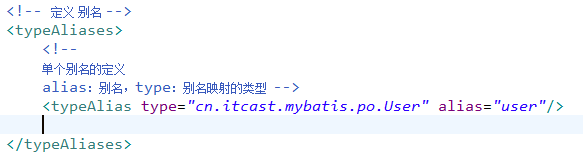 <!-- 定义 别名 -->
<typeAliases>
<!--
单个别名的定义
alias：别名，type：别名映射的类型 -->
<typeAlias type="cn.itcast.mybatis.po.User" alias="user"/>
</typeAliases>